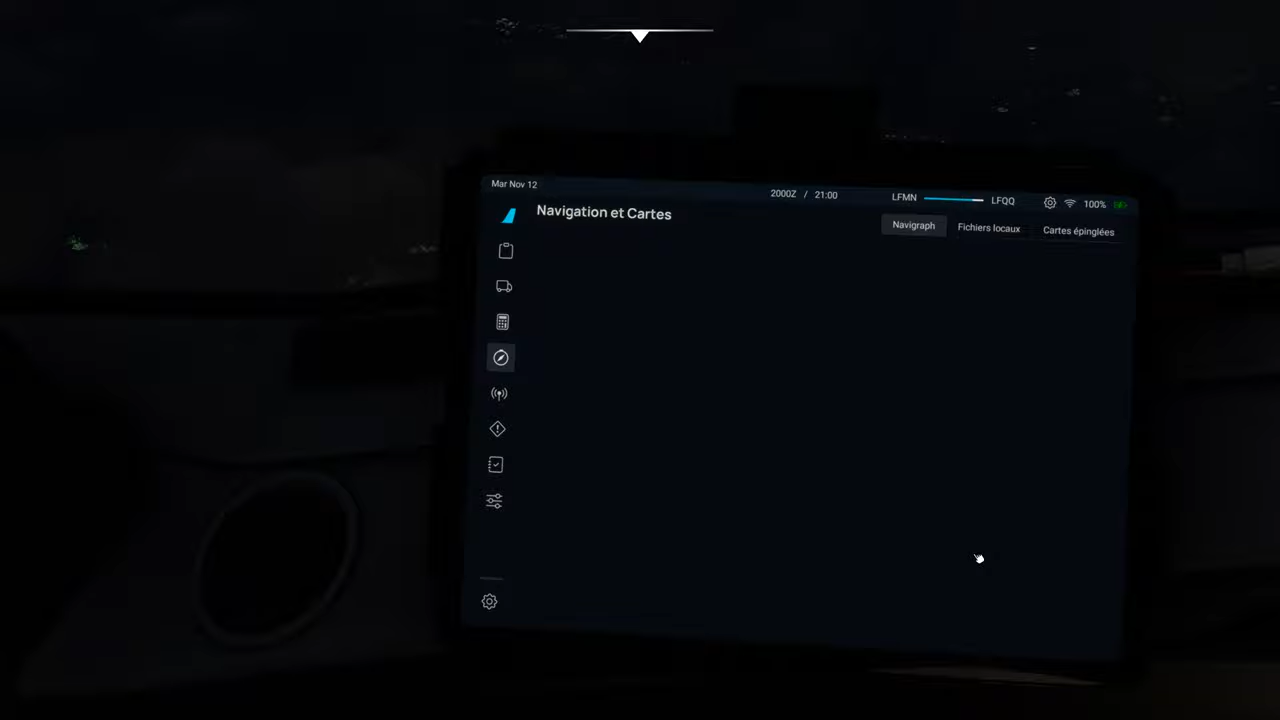 Mar Nov 12
2000Z / 21:00
LFMN
LFQQ
100%
Navigation et Cartes
Navigraph
Fichiers locaux
Cartes épinglées